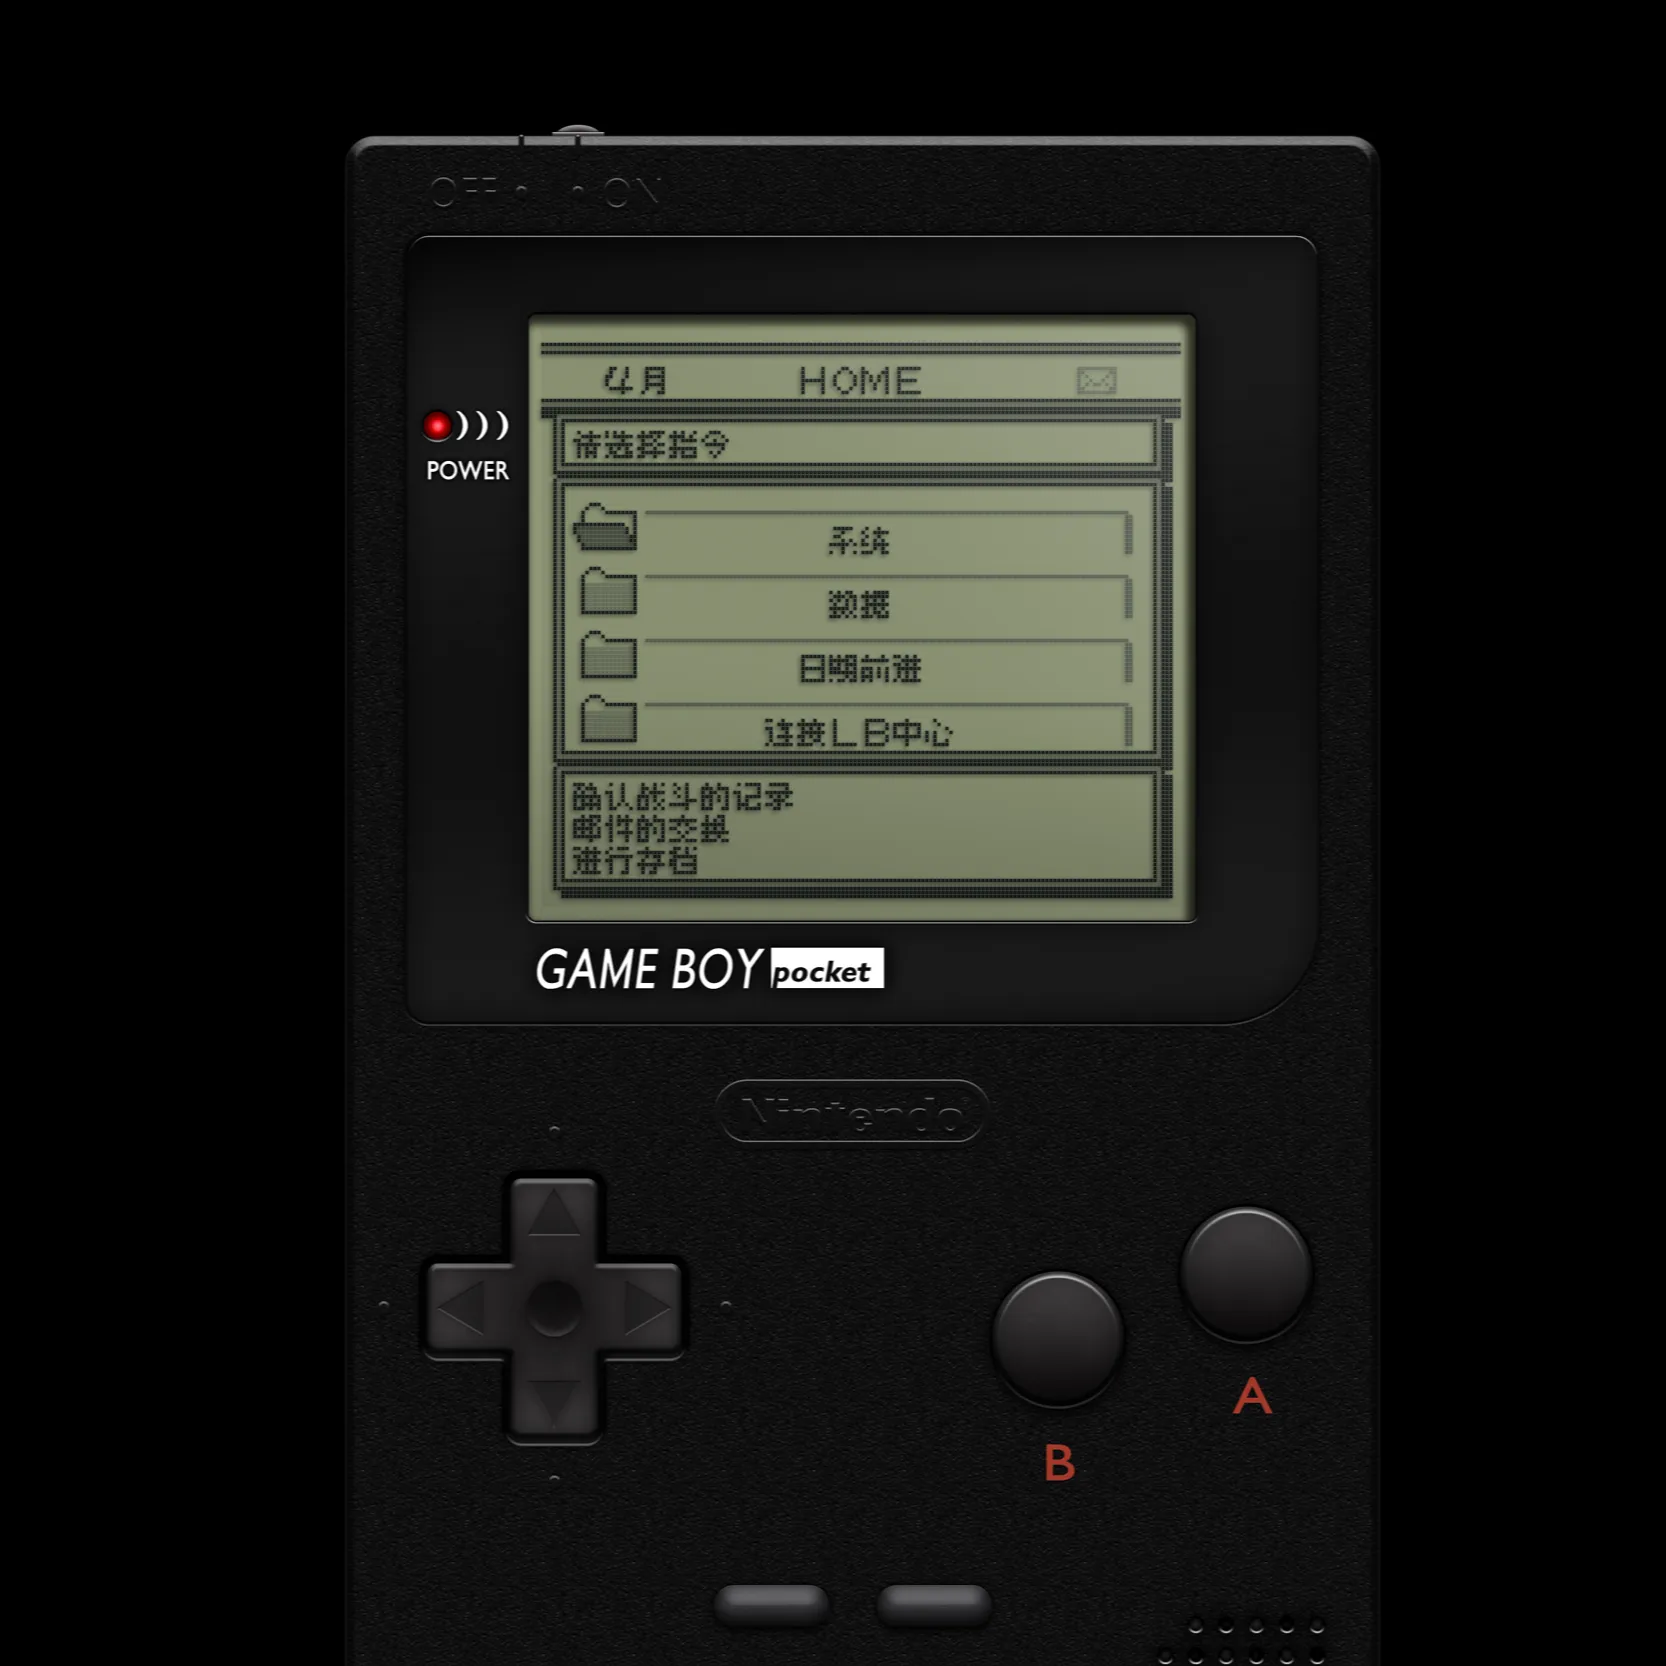 OFF ON
4月 HOME
请选择指令
系统
数据
日期前进
连接LB中心
确认战斗的记录
邮件的交换
进行存档
POWER
GAME BOY pocket
Nintendo
A
B